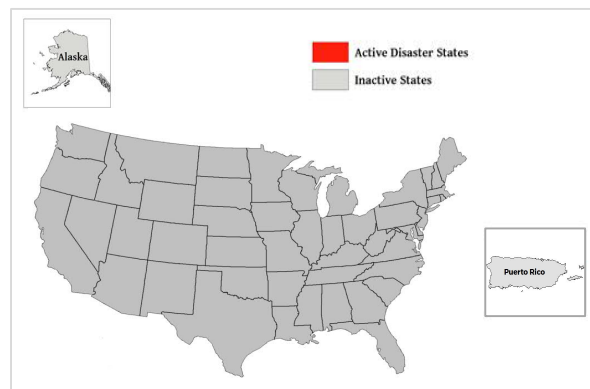 Alaska
Active Disaster States
Inactive States
Puerto Rico